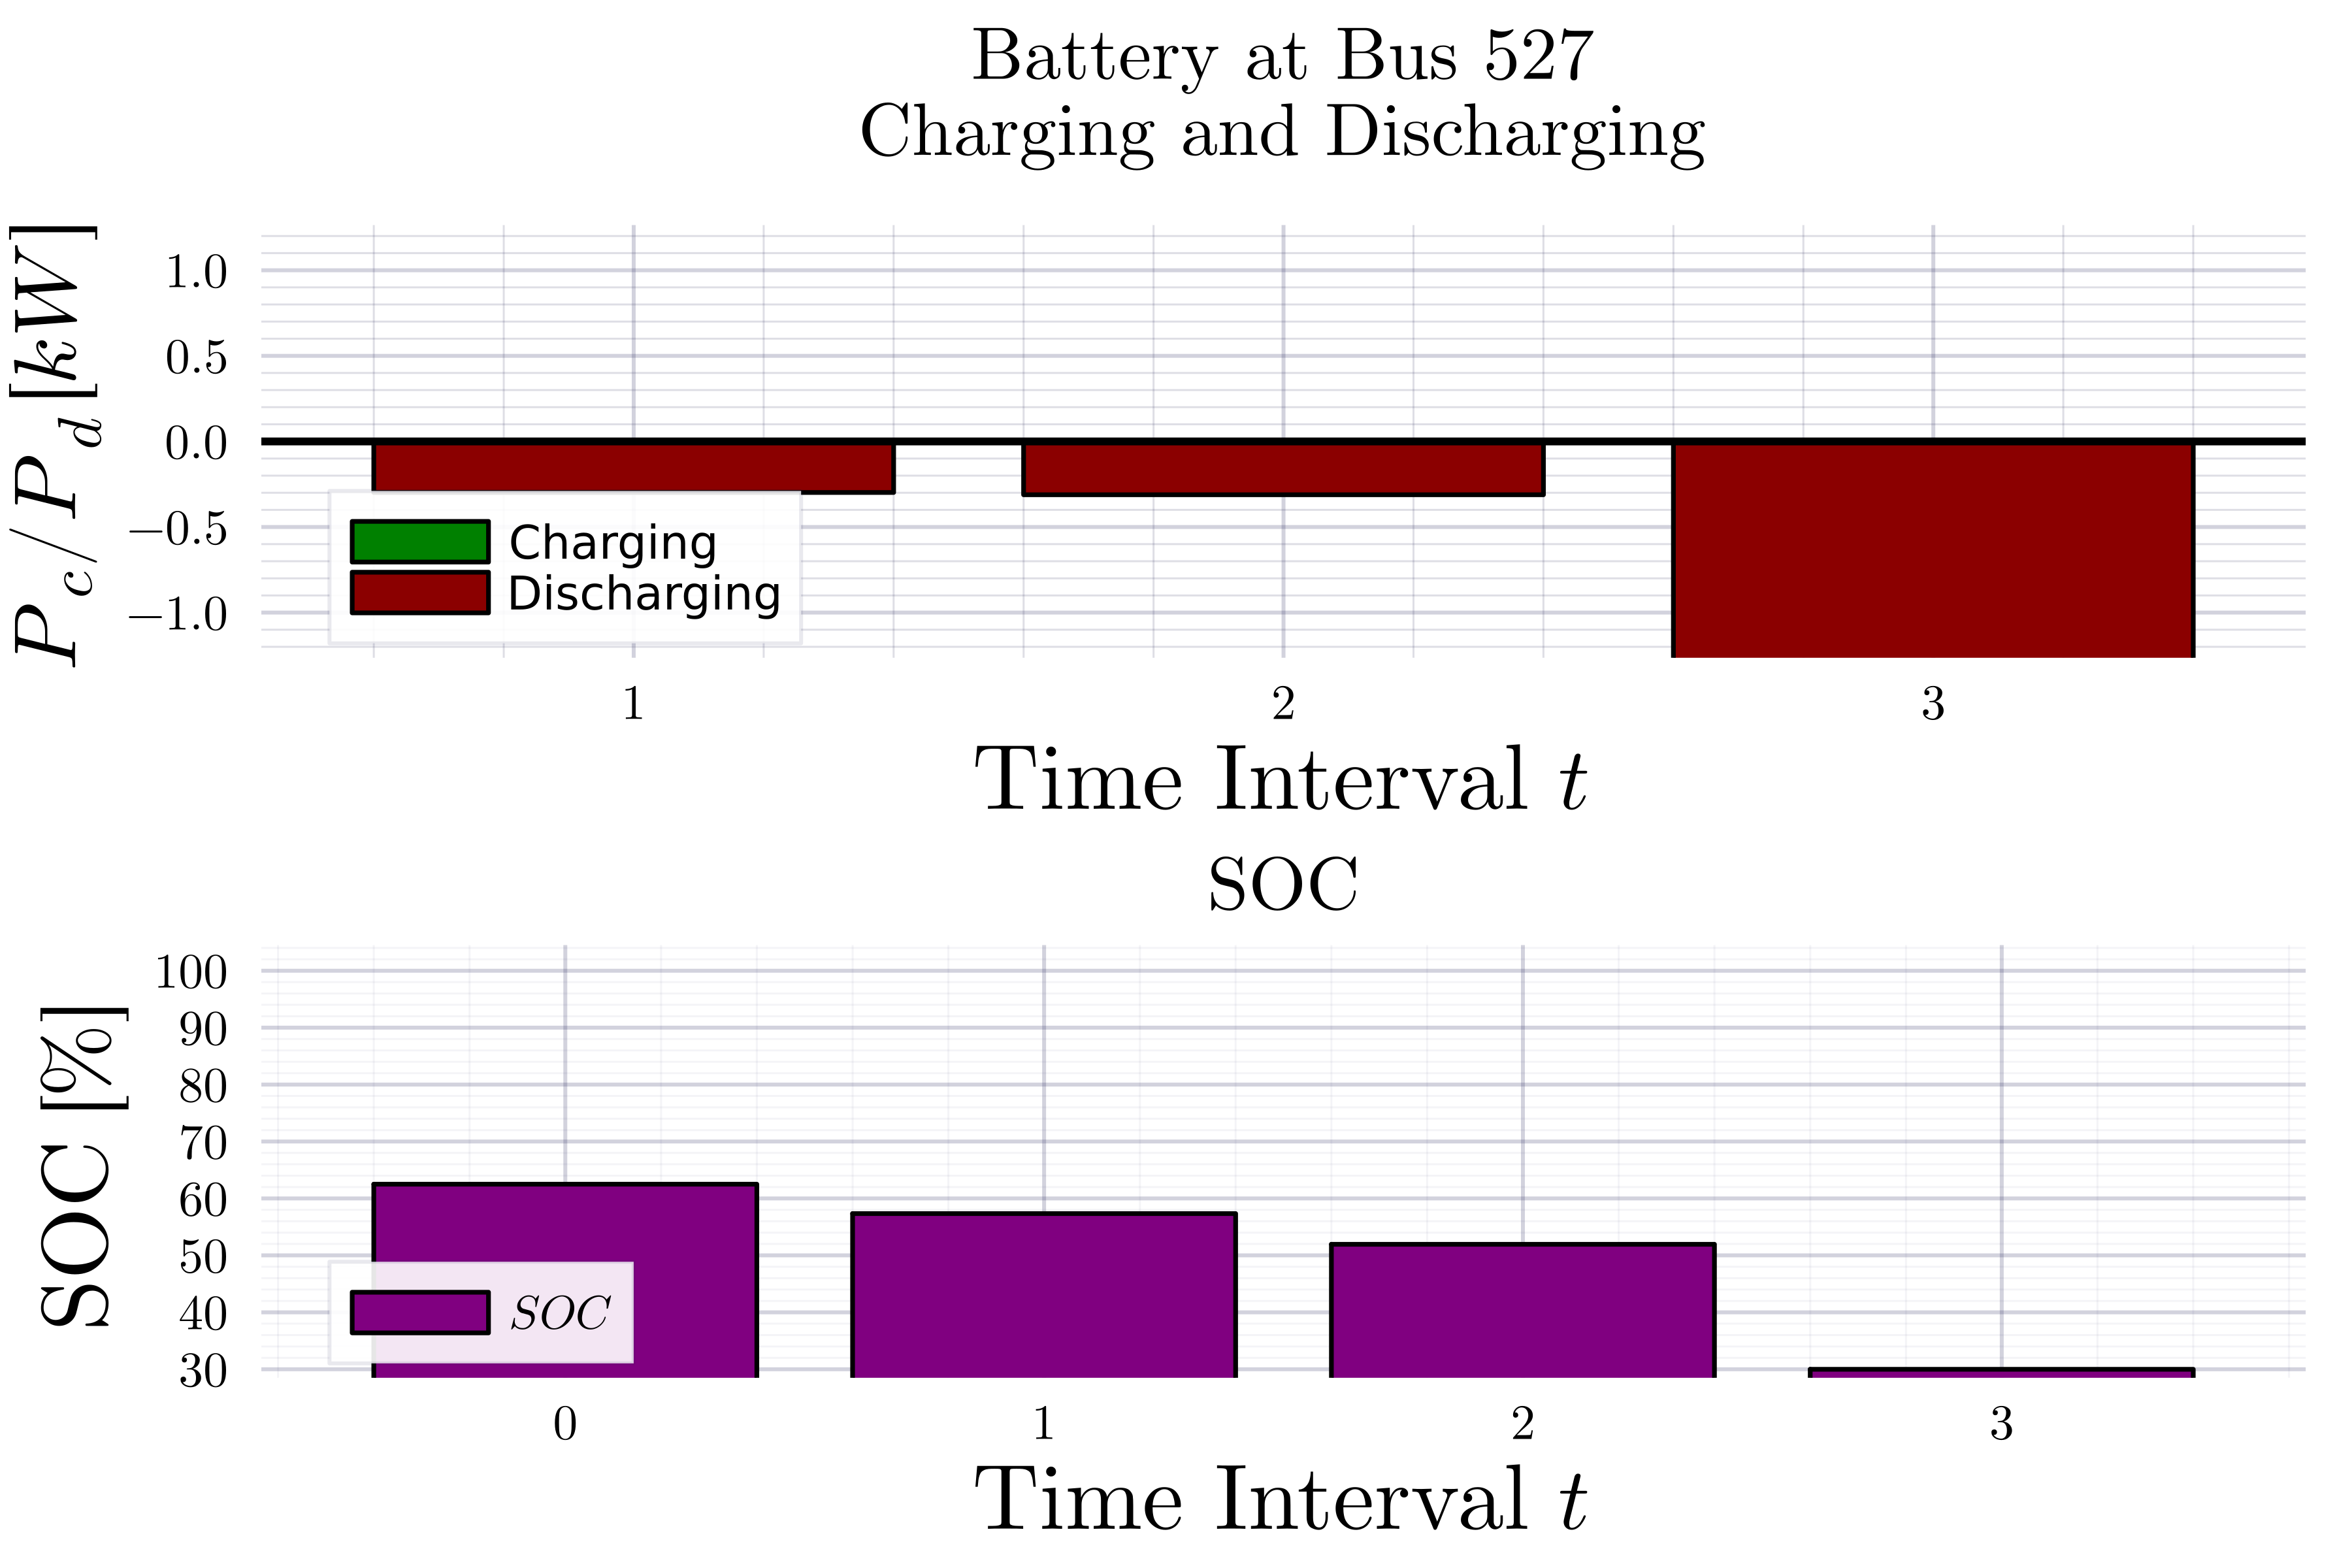 Battery at Bus 527
Charging and Discharging
P_c/P_d [kW]
1.0
0.5
0.0
−0.5
−1.0
Charging
Discharging
1 2 3
Time Interval t
SOC
SOC [%]
100
90
80
70
60
50
40
30
SOC
0 1 2 3
Time Interval t